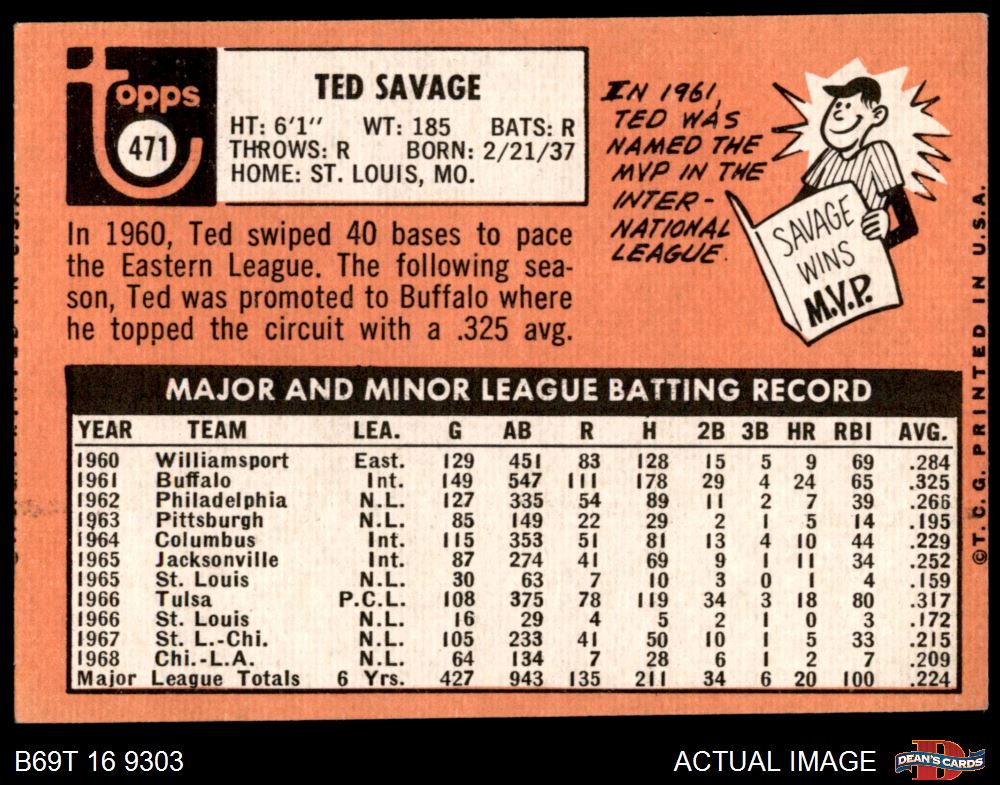 Topps
471
TED SAVAGE
HT: 6'1" WT: 185 BATS: R
THROWS: R BORN: 2/21/37
HOME: ST. LOUIS, MO.
In 1960, Ted swiped 40 bases to pace
the Eastern League. The following sea-
son, Ted was promoted to Buffalo where
he topped the circuit with a .325 avg.
IN 1961,
TED WAS
NAMED THE
MVP IN THE
INTER-
NATIONAL
LEAGUE.
SAVAGE
WINS
M.V.P.
MAJOR AND MINOR LEAGUE BATTING RECORD
YEAR TEAM LEA. G AB R H 2B 3B HR RBI AVG.
1960 Williamsport East. 129 451 83 128 15 5 9 69 .284
1961 Buffalo Int. 149 547 111 178 29 4 24 65 .325
1962 Philadelphia N.L. 127 335 54 89 11 2 7 39 .266
1963 Pittsburgh N.L. 85 149 22 29 2 1 5 14 .195
1964 Columbus Int. 115 353 51 81 13 4 10 44 .229
1965 Jacksonville Int. 87 274 41 69 9 1 11 34 .252
1965 St. Louis N.L. 30 63 7 10 3 0 1 4 .159
1966 Tulsa P.C.L. 108 375 78 119 34 3 18 80 .317
1966 St. Louis N.L. 16 29 4 5 2 1 0 3 .172
1967 St. L.-Chi. N.L. 105 233 41 50 10 1 5 33 .215
1968 Chi.-L.A. N.L. 64 134 7 28 6 1 2 7 .209
Major League Totals 6 Yrs. 427 943 135 211 34 6 20 100 .224
©T.C.G. PRINTED IN U.S.A.
B69T 16 9303
ACTUAL IMAGE
DEAN'S CARDS